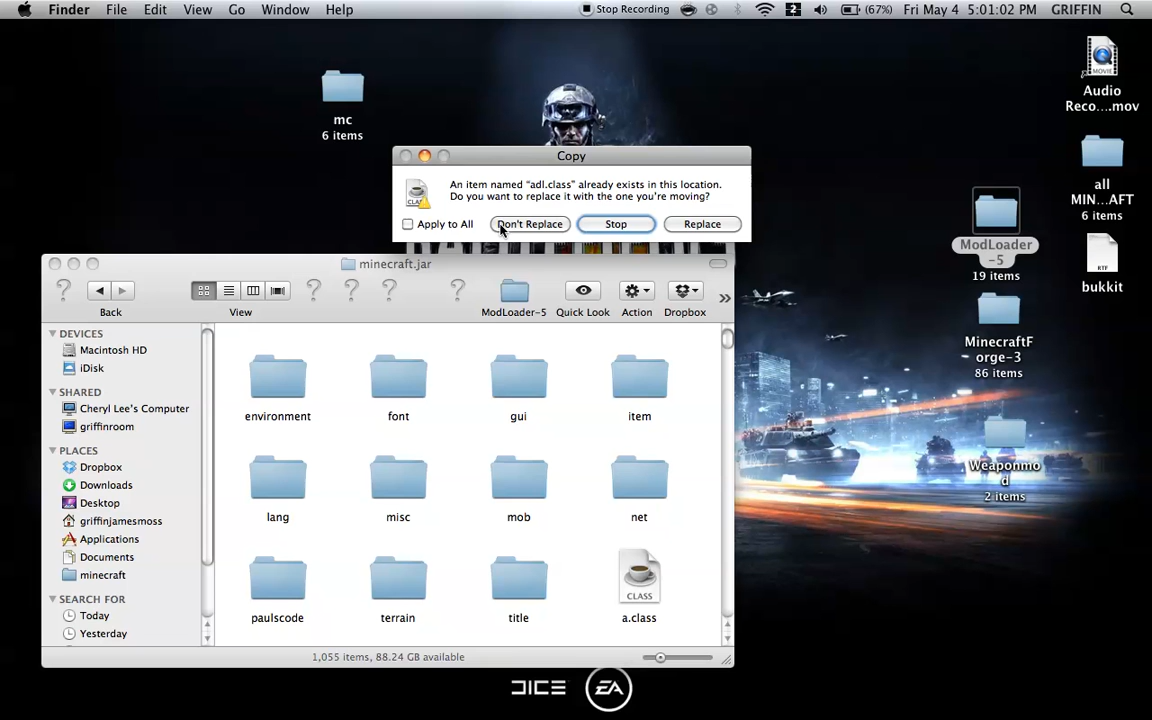 Finder File Edit View Go Window Help Stop Recording 2 (67%) Fri May 4 5:01:02 PM GRIFFIN
MOVIE
Audio
Reco....mov
mc
6 items
Copy
An item named “adl.class” already exists in this location.
Do you want to replace it with the one you’re moving?
Apply to All Don't Replace Stop Replace
all
MIN...AFT
6 items
ModLoader
-5
19 items
RTF
bukkit
minecraft.jar
Back View ModLoader-5 Quick Look Action Dropbox
MinecraftF
orge-3
86 items
Weaponmo
d
2 items
DEVICES
Macintosh HD
iDisk
SHARED
Cheryl Lee's Computer
griffinroom
PLACES
Dropbox
Downloads
Desktop
griffinjamesmoss
Applications
Documents
minecraft
SEARCH FOR
Today
Yesterday
environment font gui item
lang misc mob net
CLASS
paulscode terrain title a.class
1,055 items, 88.24 GB available
DICE EA